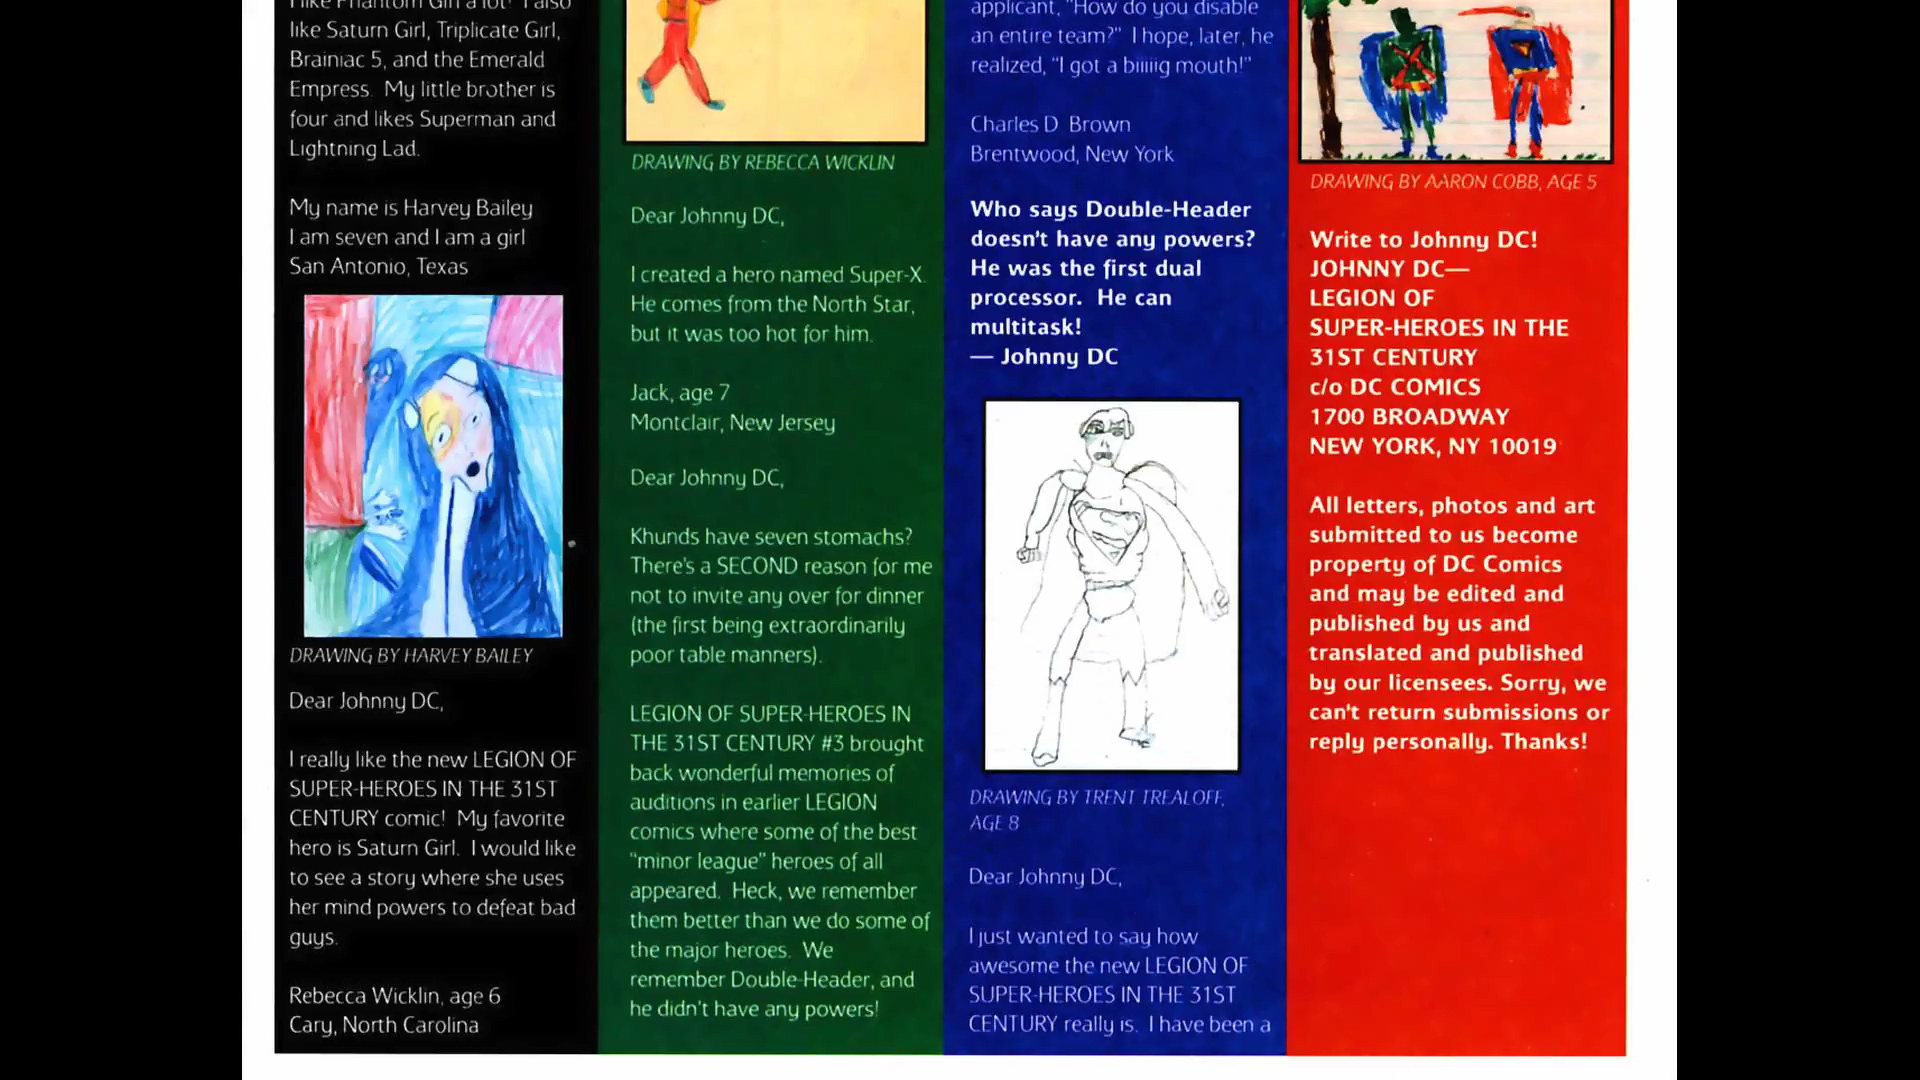 I like Phantom Girl a lot! I also
like Saturn Girl, Triplicate Girl,
Brainiac 5, and the Emerald
Empress. My little brother is
four and likes Superman and
Lightning Lad.
My name is Harvey Bailey
I am seven and I am a girl
San Antonio, Texas
DRAWING BY HARVEY BAILEY
Dear Johnny DC,
I really like the new LEGION OF
SUPER-HEROES IN THE 31ST
CENTURY comic! My favorite
hero is Saturn Girl. I would like
to see a story where she uses
her mind powers to defeat bad
guys.
Rebecca Wicklin, age 6
Cary, North Carolina
DRAWING BY REBECCA WICKLIN
Dear Johnny DC,
I created a hero named Super-X.
He comes from the North Star,
but it was too hot for him.
Jack, age 7
Montclair, New Jersey
Dear Johnny DC,
Khunds have seven stomachs?
There's a SECOND reason for me
not to invite any over for dinner
(the first being extraordinarily
poor table manners).
LEGION OF SUPER-HEROES IN
THE 31ST CENTURY #3 brought
back wonderful memories of
auditions in earlier LEGION
comics where some of the best
"minor league" heroes of all
appeared. Heck, we remember
them better than we do some of
the major heroes. We
remember Double-Header, and
he didn't have any powers!
applicant, "How do you disable
an entire team?" I hope, later, he
realized, "I got a biiiiig mouth!"
Charles D Brown
Brentwood, New York
Who says Double-Header
doesn't have any powers?
He was the first dual
processor. He can
multitask!
— Johnny DC
DRAWING BY TRENT TREALOFF,
AGE 8
Dear Johnny DC,
I just wanted to say how
awesome the new LEGION OF
SUPER-HEROES IN THE 31ST
CENTURY really is. I have been a
DRAWING BY AARON COBB, AGE 5
Write to Johnny DC!
JOHNNY DC—
LEGION OF
SUPER-HEROES IN THE
31ST CENTURY
c/o DC COMICS
1700 BROADWAY
NEW YORK, NY 10019
All letters, photos and art
submitted to us become
property of DC Comics
and may be edited and
published by us and
translated and published
by our licensees. Sorry, we
can't return submissions or
reply personally. Thanks!